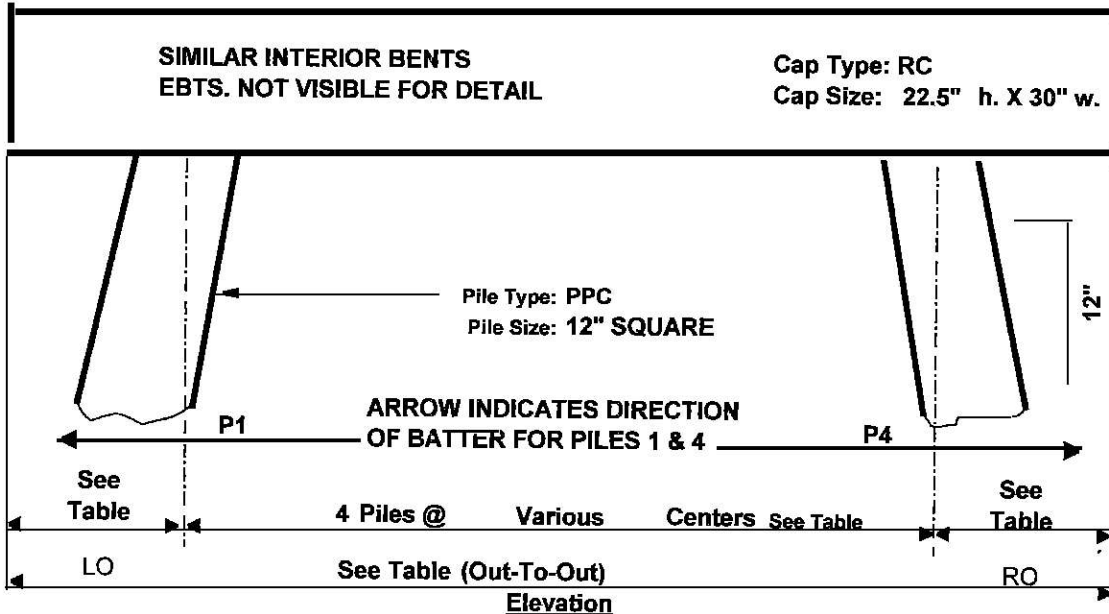 SIMILAR INTERIOR BENTS
EBTS. NOT VISIBLE FOR DETAIL
Cap Type: RC
Cap Size: 22.5" h. X 30" w.
Pile Type: PPC
Pile Size: 12" SQUARE
12"
ARROW INDICATES DIRECTION
OF BATTER FOR PILES 1 & 4
P1
P4
See
Table
4 Piles @ Various Centers See Table
See
Table
LO
See Table (Out-To-Out)
RO
Elevation